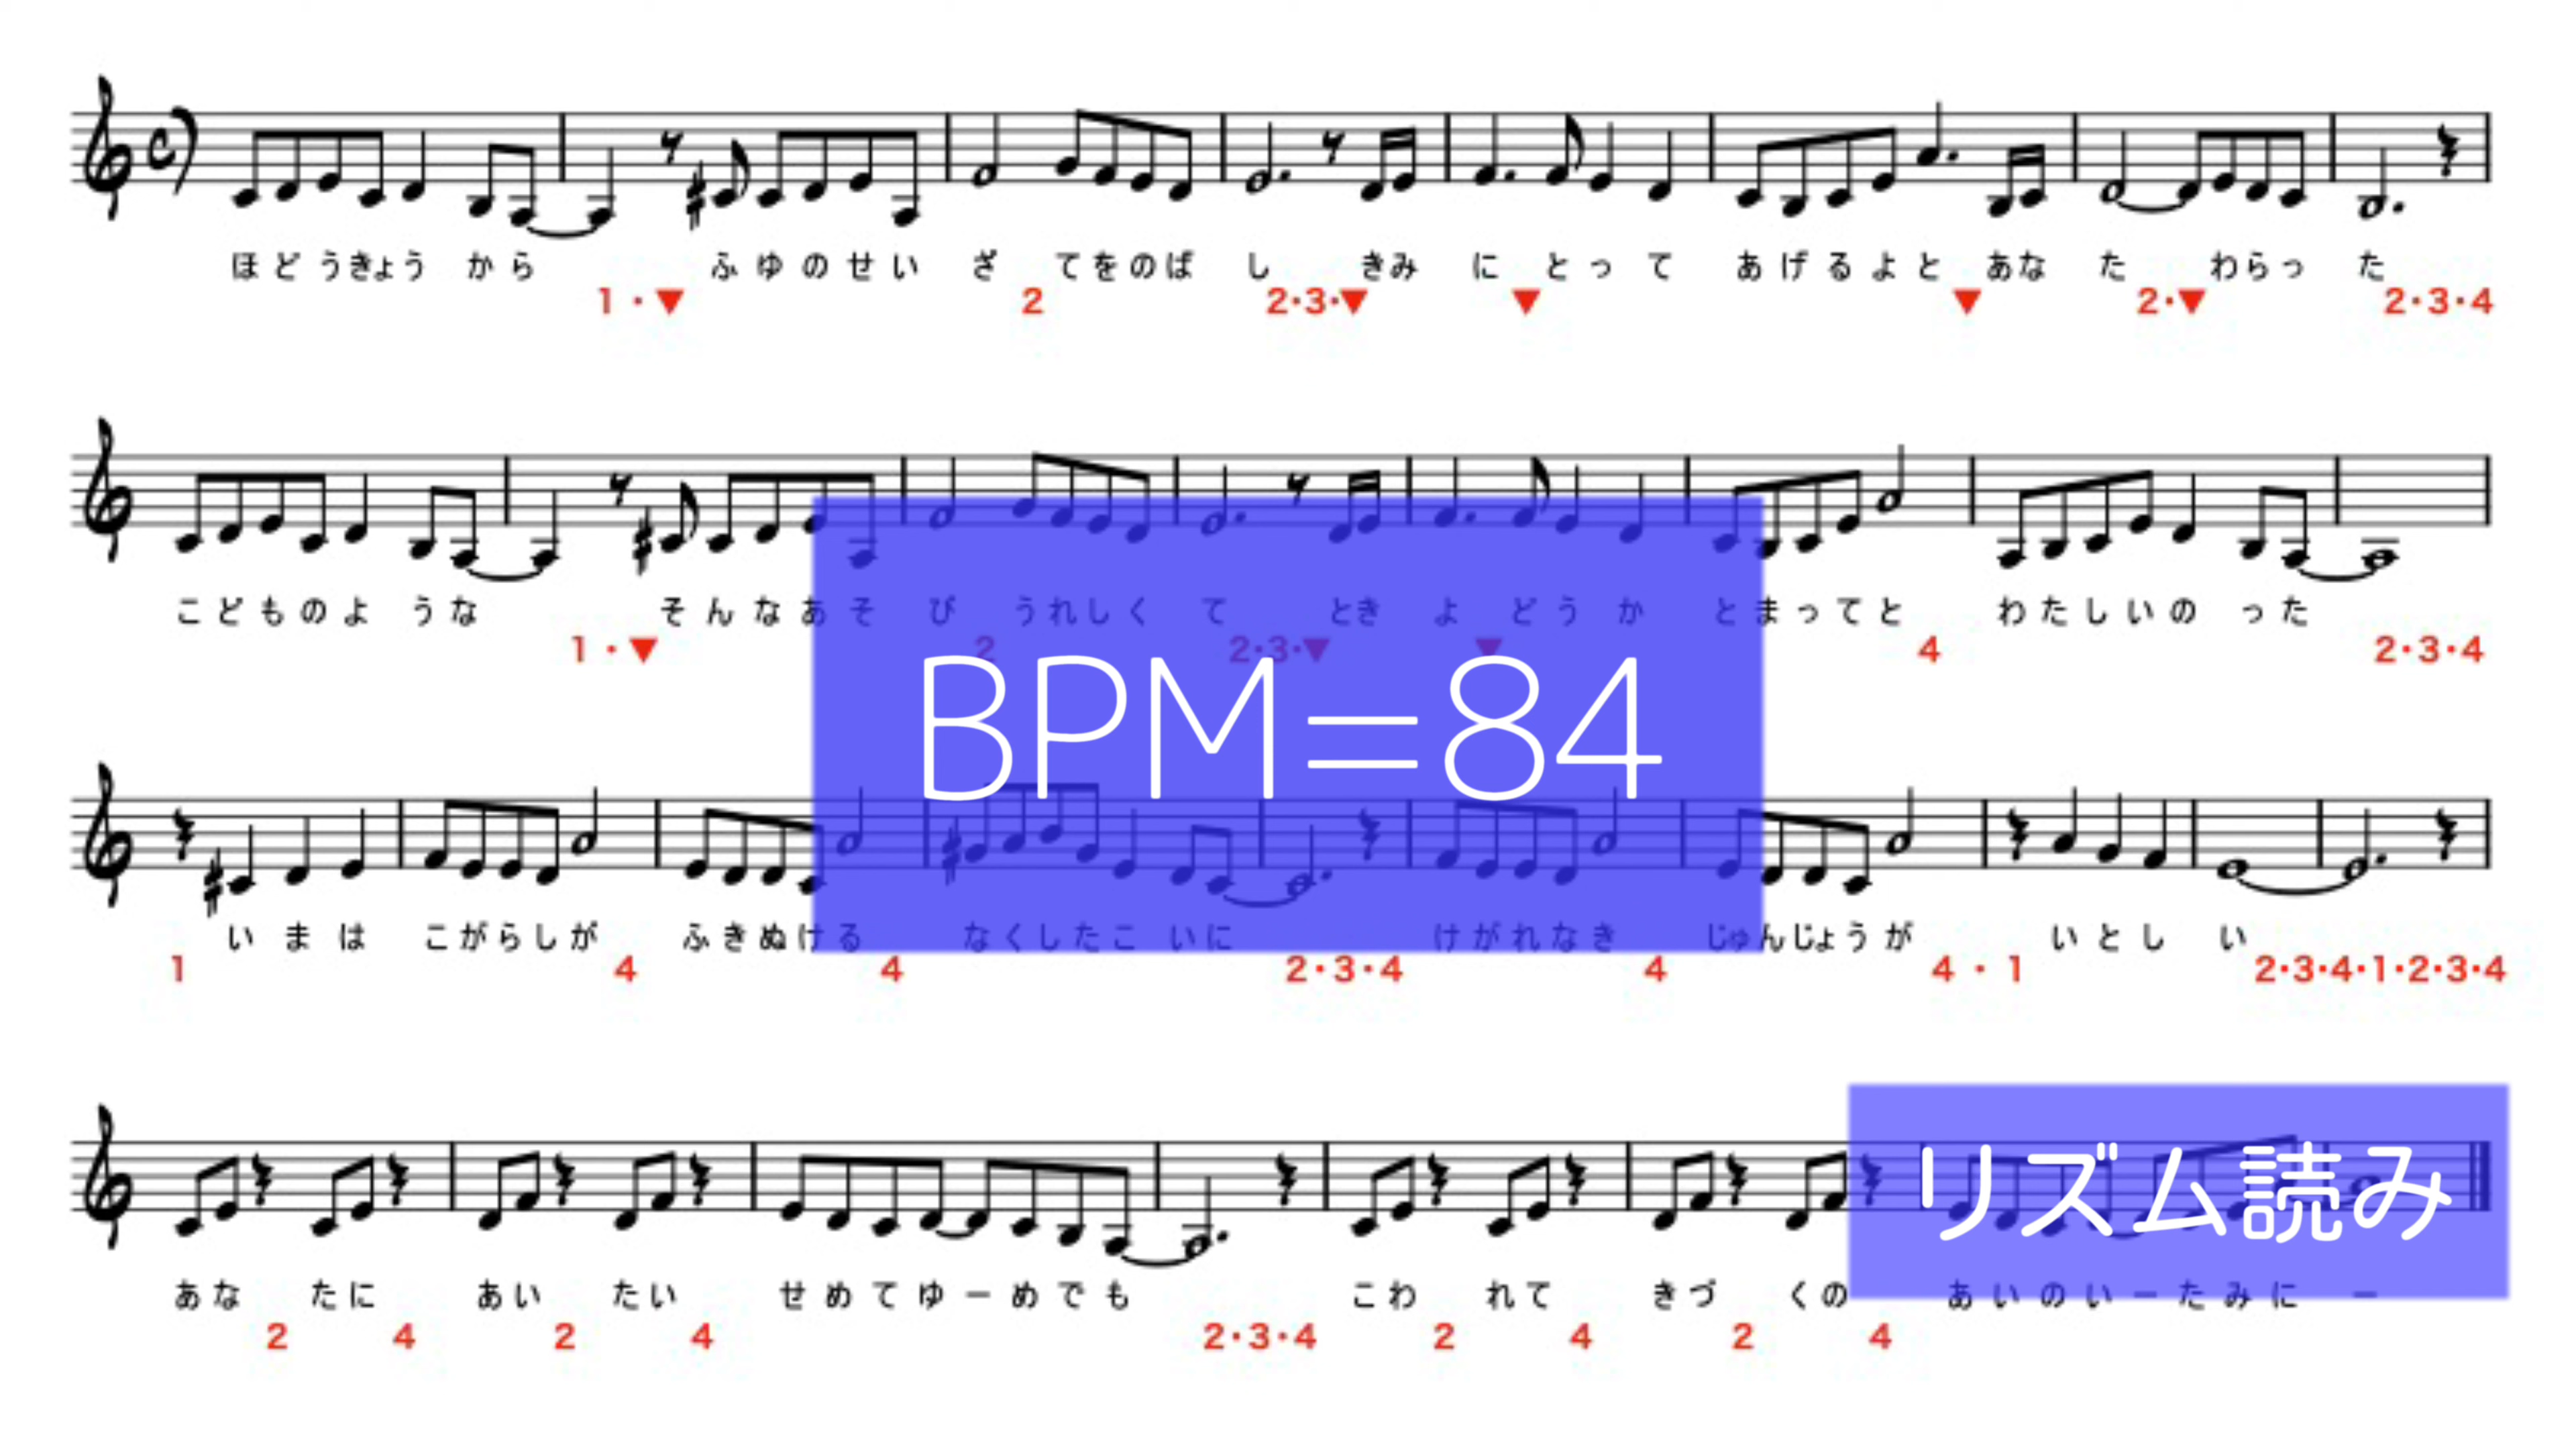 ほどうきょうから ふゆのせいざ てをのばし きみにとって あげるよと あなた わらった
1・▼ 2 2・3・▼ ▼ ▼ 2・▼ 2・3・4
こどものような そんなあそび うれしくて ときよどうか とまってと わたしいのった
1・▼ 2 2・3・▼ ▼ 4 2・3・4
BPM=84
いまは こがらしが ふきぬける なくしたこいに けがれなき じゅんじょうが いとしい
1 4 4 2・3・4 4 4・1 2・3・4・1・2・3・4
リズム読み
あなたに あいたい せめてゆーめでも こわれて きづくの あいのいーたみにー
2 4 2 4 2・3・4 2 4 2 4